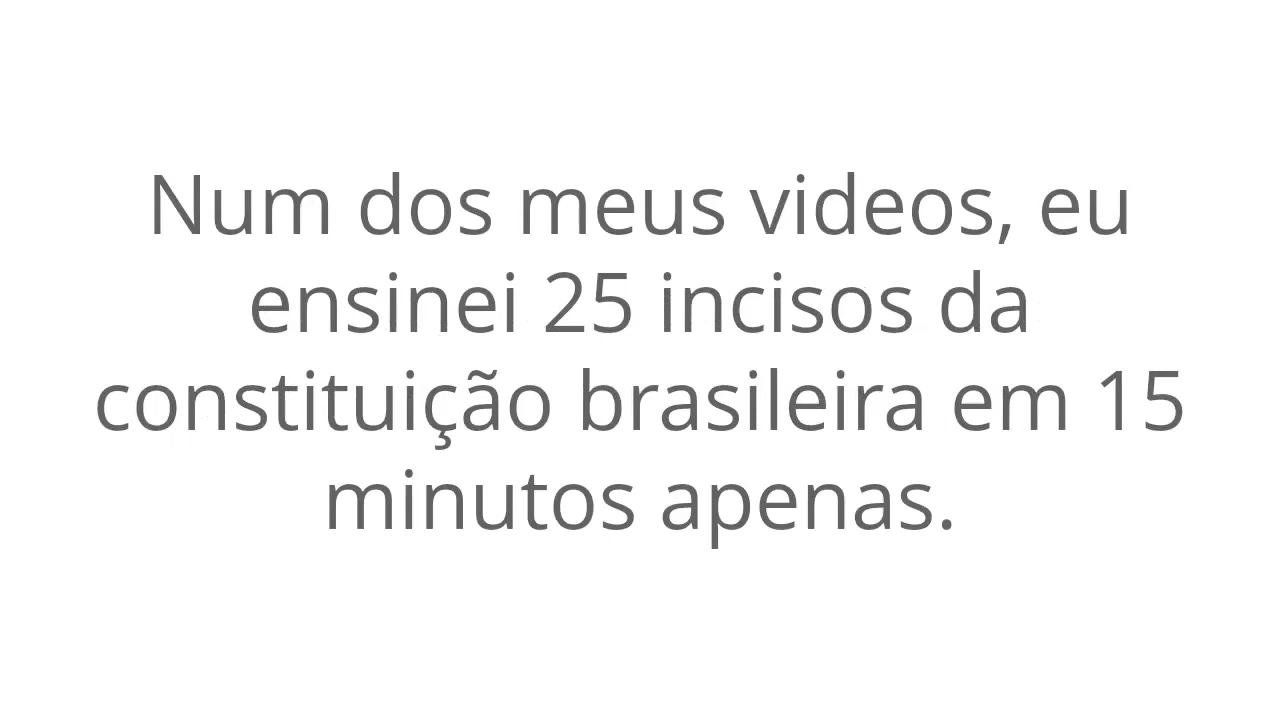 Num dos meus videos, eu
ensinei 25 incisos da
constituição brasileira em 15
minutos apenas.